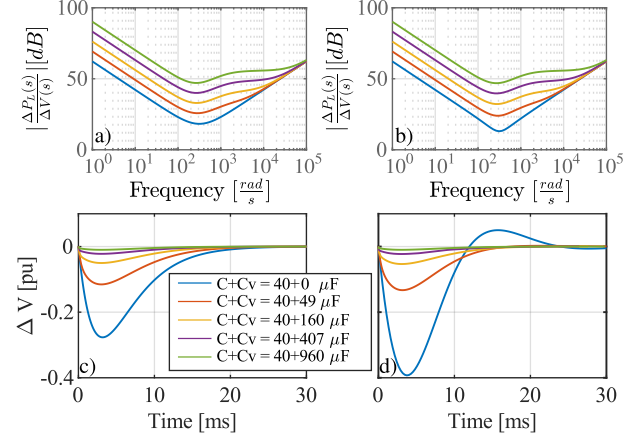 |ΔP_L(s)/ΔV(s)| [dB]
100
50
0
a)
10^0 10^1 10^2 10^3 10^4 10^5
Frequency [rad/s]
|ΔP_L(s)/ΔV(s)| [dB]
100
50
0
b)
10^0 10^1 10^2 10^3 10^4 10^5
Frequency [rad/s]
Δ V [pu]
0
-0.2
-0.4
c)
0 10 20 30
Time [ms]
C+Cv = 40+0 μF
C+Cv = 40+49 μF
C+Cv = 40+160 μF
C+Cv = 40+407 μF
C+Cv = 40+960 μF
d)
0 10 20 30
Time [ms]